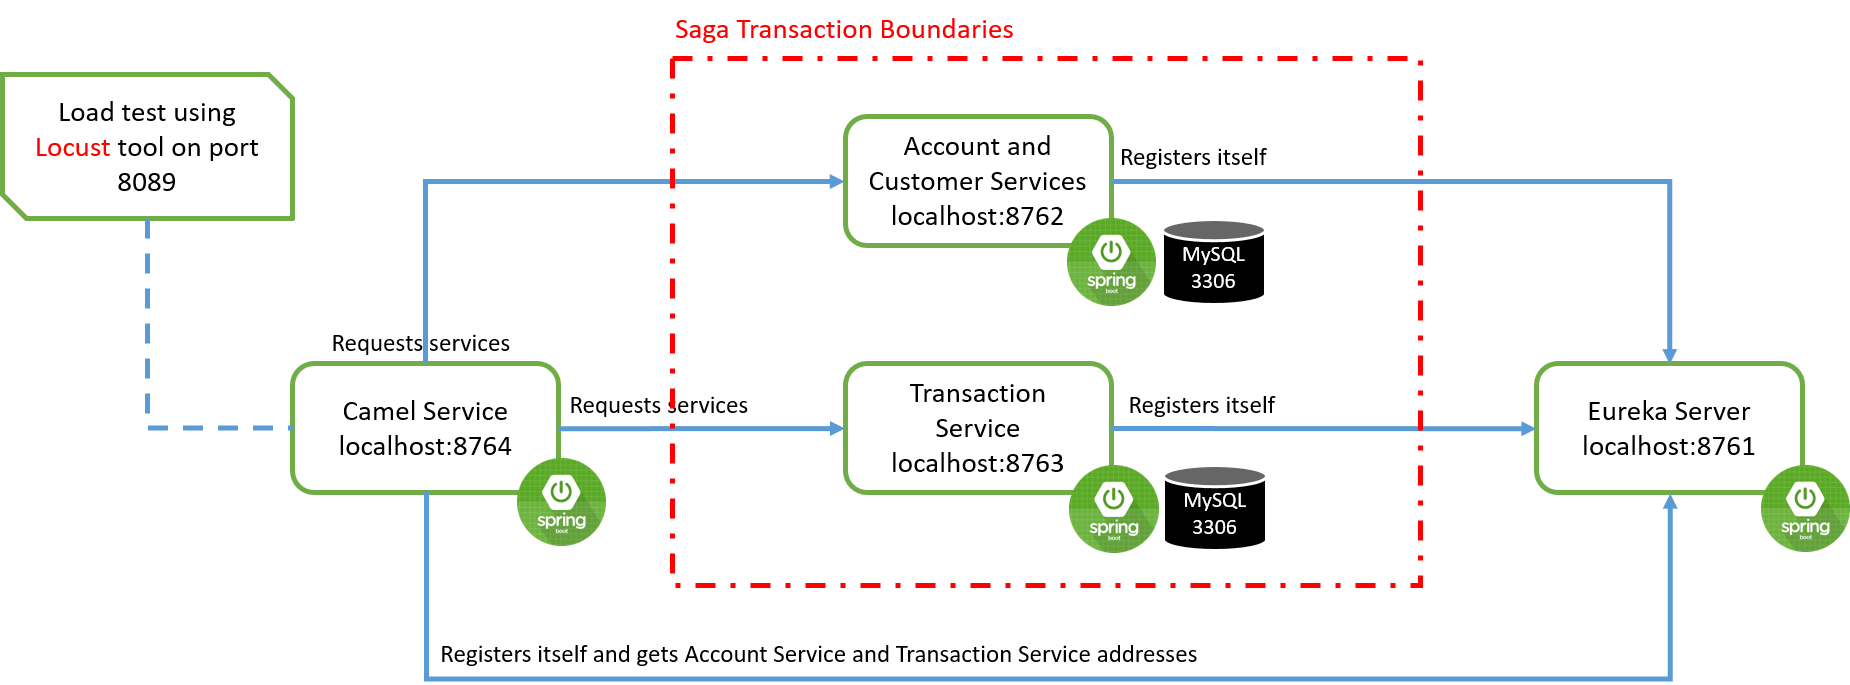 Saga Transaction Boundaries
Load test using
Locust tool on port
8089
Account and
Customer Services
localhost:8762
Registers itself
spring
boot
MySQL
3306
Requests services
Camel Service
localhost:8764
spring
boot
Requests services
Transaction
Service
localhost:8763
Registers itself
spring
boot
MySQL
3306
Eureka Server
localhost:8761
spring
boot
Registers itself and gets Account Service and Transaction Service addresses